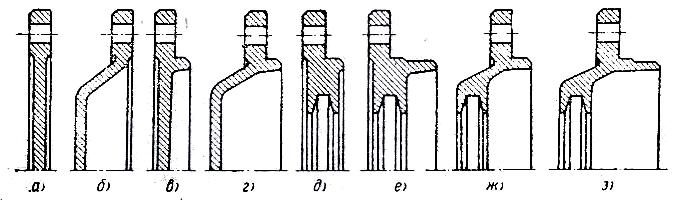 а) б) в) г) д) е) ж) з)